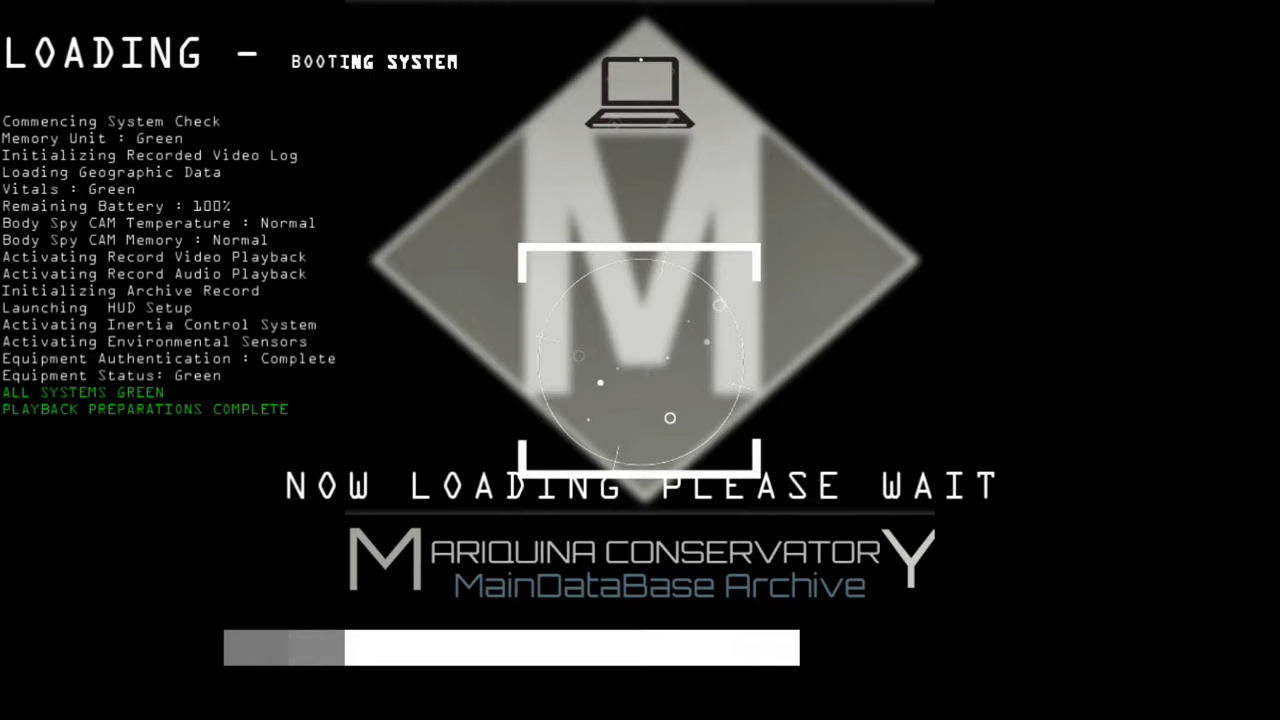 LOADING - BOOTING SYSTEM
Commencing System Check
Memory Unit : Green
Initializing Recorded Video Log
Loading Geographic Data
Vitals : Green
Remaining Battery : 100%
Body Spy CAM Temperature : Normal
Body Spy CAM Memory : Normal
Activating Record Video Playback
Activating Record Audio Playback
Initializing Archive Record
Launching  HUD Setup
Activating Inertia Control System
Activating Environmental Sensors
Equipment Authentication : Complete
Equipment Status: Green
ALL SYSTEMS GREEN
PLAYBACK PREPARATIONS COMPLETE
M
NOW LOADING PLEASE WAIT
MARIQUINA CONSERVATORY
MainDataBase Archive